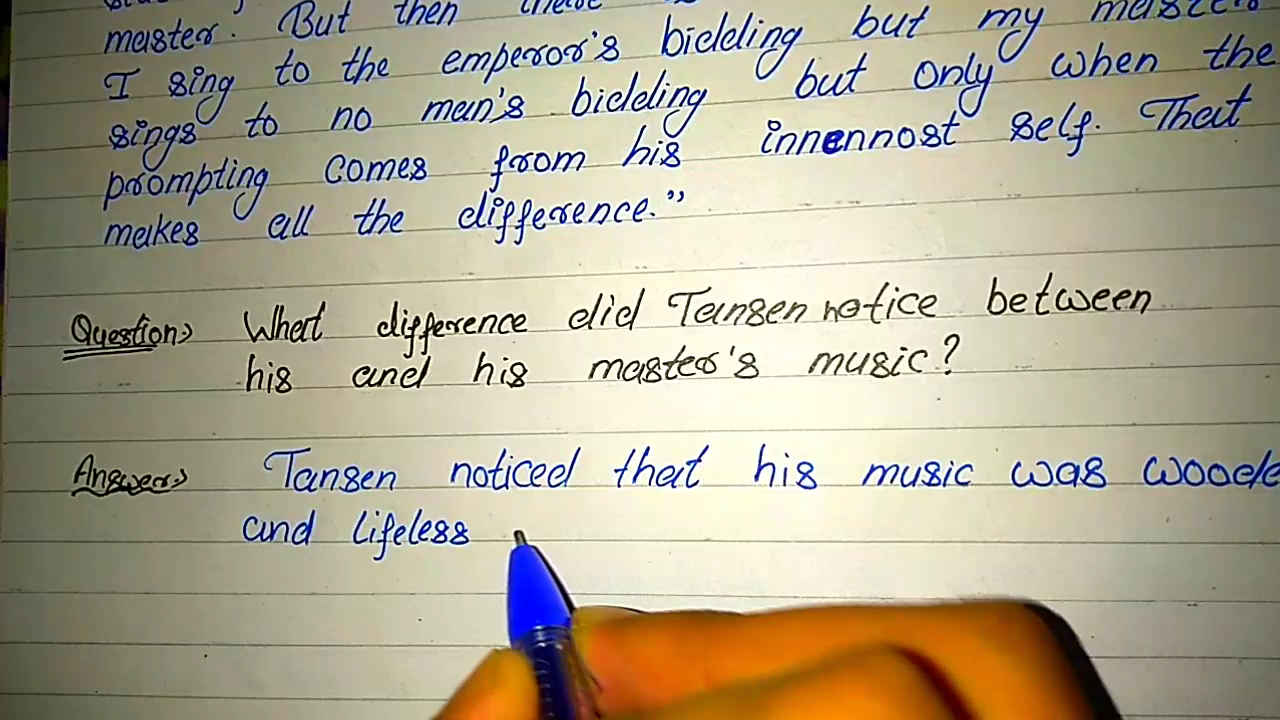 master. But then
I sing to the emperor's bidding but my master
sings to no man's bidding but only when the
prompting comes from his innennost self. That
makes all the difference."
Question> What difference did Tansen notice between
his and his master's music?
Answer> Tansen noticed that his music was woode
and lifeless